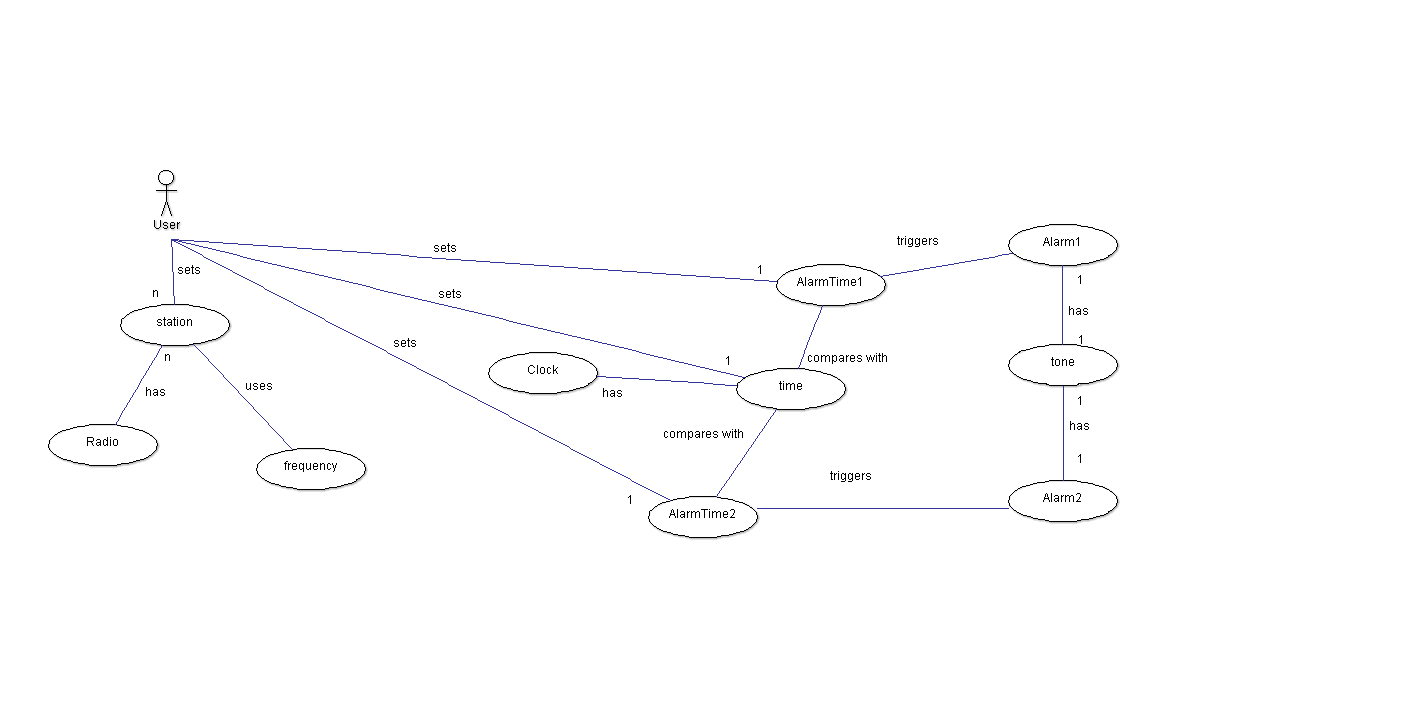 User
triggers
Alarm1
sets
sets
1
AlarmTime1
1
n
sets
has
station
sets
1
1
n
compares with
tone
Clock
time
uses
has
has
1
Radio
compares with
has
frequency
1
triggers
1
AlarmTime2
Alarm2